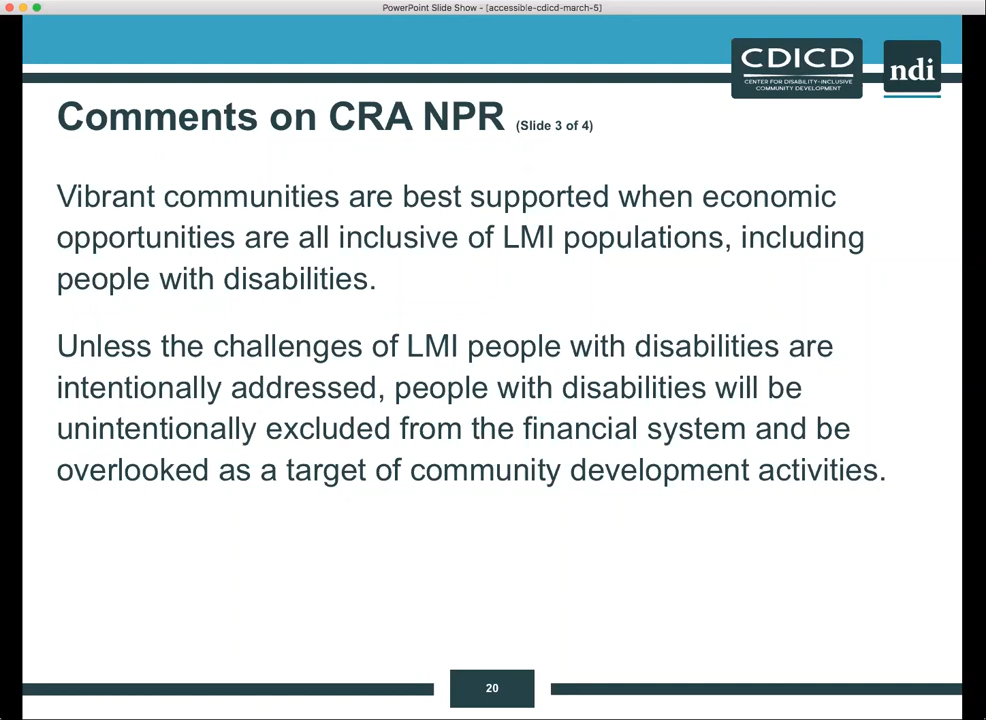 PowerPoint Slide Show - [accessible-cdicd-march-5]
CDICD
CENTER FOR DISABILITY-INCLUSIVE
COMMUNITY DEVELOPMENT
ndi
Comments on CRA NPR (Slide 3 of 4)
Vibrant communities are best supported when economic
opportunities are all inclusive of LMI populations, including
people with disabilities.
Unless the challenges of LMI people with disabilities are
intentionally addressed, people with disabilities will be
unintentionally excluded from the financial system and be
overlooked as a target of community development activities.
20